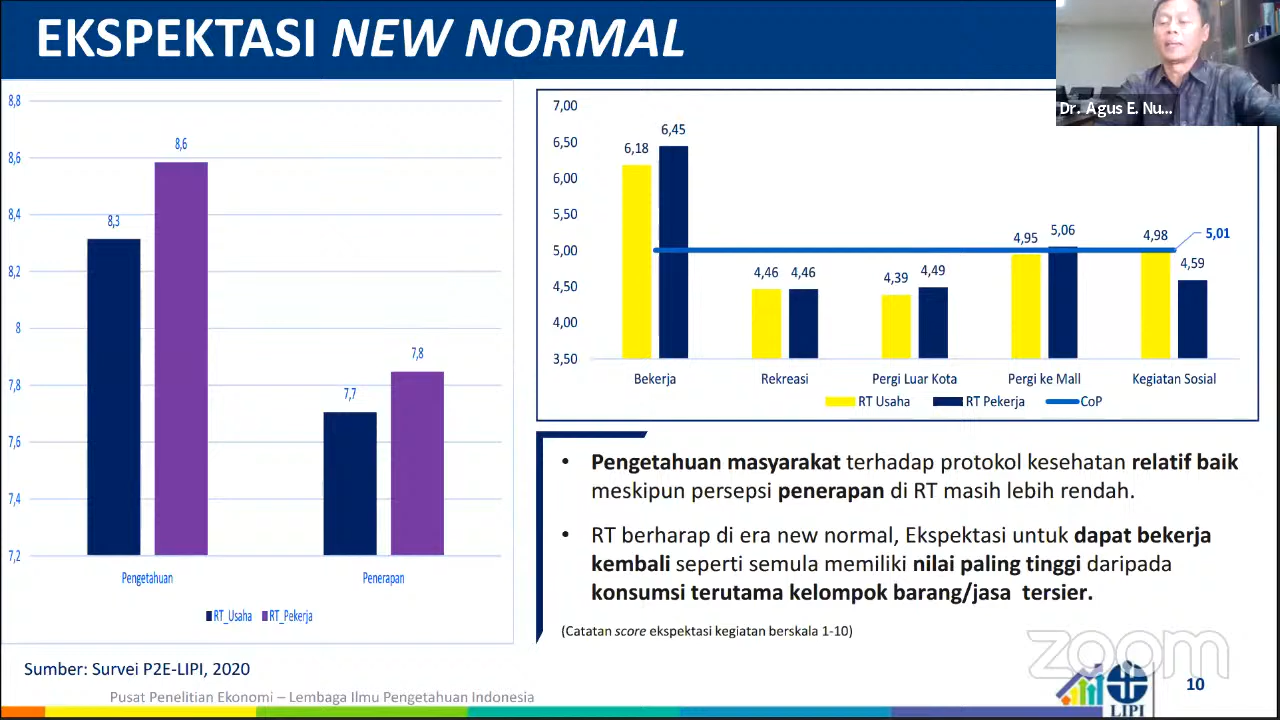 EKSPEKTASI NEW NORMAL
Dr. Agus E. Nu...
8,8
8,6
8,4
8,2
8
7,8
7,6
7,4
7,2
8,3
8,6
7,7
7,8
Pengetahuan
Penerapan
RT_Usaha
RT_Pekerja
7,00
6,50
6,00
5,50
5,00
4,50
4,00
3,50
6,18
6,45
4,46
4,46
4,39
4,49
4,95
5,06
4,98
4,59
5,01
Bekerja
Rekreasi
Pergi Luar Kota
Pergi ke Mall
Kegiatan Sosial
RT Usaha
RT Pekerja
CoP
• Pengetahuan masyarakat terhadap protokol kesehatan relatif baik
meskipun persepsi penerapan di RT masih lebih rendah.
• RT berharap di era new normal, Ekspektasi untuk dapat bekerja
kembali seperti semula memiliki nilai paling tinggi daripada
konsumsi terutama kelompok barang/jasa tersier.
(Catatan score ekspektasi kegiatan berskala 1-10)
Sumber: Survei P2E-LIPI, 2020
Pusat Penelitian Ekonomi – Lembaga Ilmu Pengetahuan Indonesia
zoom
LIPI
10